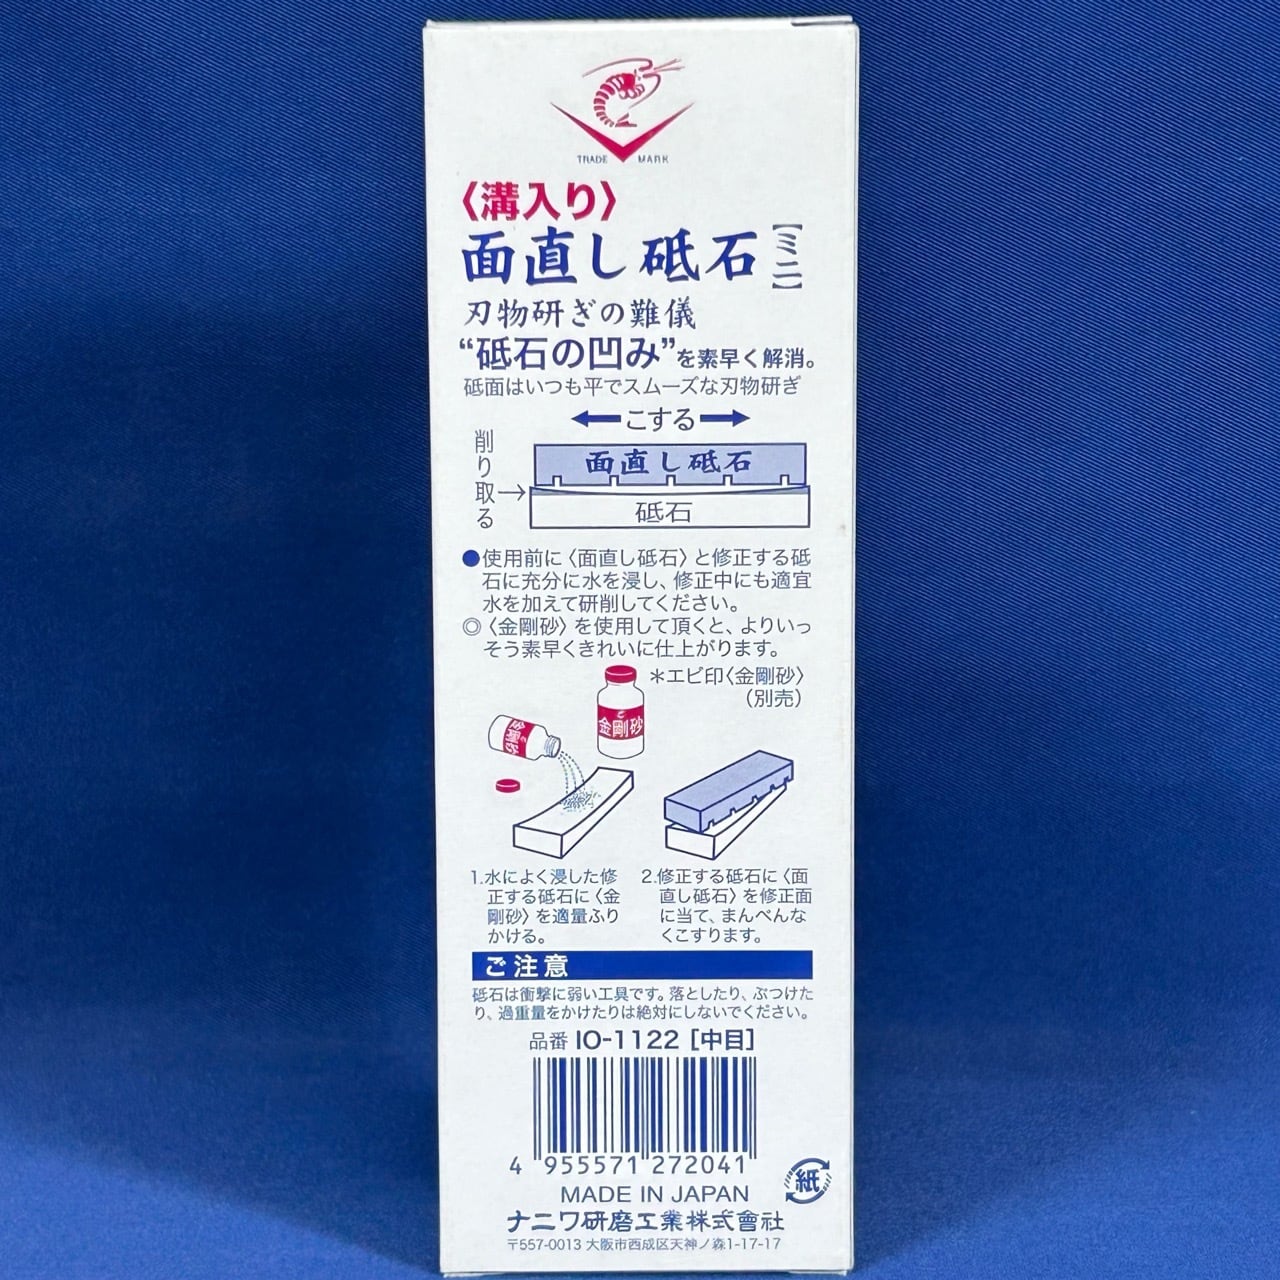 TRADE MARK
〈溝入り〉
面直し砥石【ミニ】
刃物研ぎの難儀
“砥石の凹み”を素早く解消。
砥面はいつも平でスムーズな刃物研ぎ
←こする→
削り取る→
面直し砥石
砥石
●使用前に〈面直し砥石〉と修正する砥
石に充分に水を浸し、修正中にも適宜
水を加えて研削してください。
◎〈金剛砂〉を使用して頂くと、よりいっ
そう素早くきれいに仕上がります。
＊エビ印〈金剛砂〉
（別売）
金剛砂
金剛砂
1.水によく浸した修
正する砥石に〈金
剛砂〉を適量ふり
かける。
2.修正する砥石に〈面
直し砥石〉を修正面
に当て、まんべんな
くこすります。
ご注意
砥石は衝撃に弱い工具です。落としたり、ぶつけた
り、過重量をかけたりは絶対にしないでください。
品番 IO-1122［中目］
4 955571 272041
紙
MADE IN JAPAN
ナニワ研磨工業株式會社
〒557-0013 大阪市西成区天神ノ森1-17-17